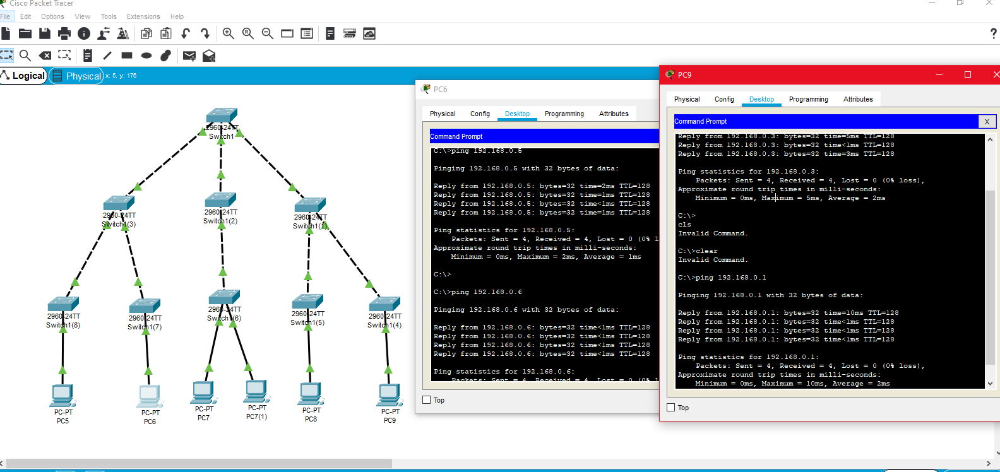 Cisco Packet Tracer
File Edit Options View Tools Extensions Help
?
Logical Physical x: 5, y: 176
2960-24TT
Switch1
2960-24TT
Switch1(3)
2960-24TT
Switch1(2)
2960-24TT
2960-24TT
Switch1(8)
2960-24TT
Switch1(7)
2960-24TT
Switch1(6)
2960-24TT
Switch1(5)
2960-24TT
Switch1(4)
PC-PT
PC5
PC-PT
PC6
PC-PT
PC7
PC-PT
PC7(1)
PC-PT
PC8
PC-PT
PC9
PC6
Physical Config Desktop Programming Attributes
Command Prompt
C:\>ping 192.168.0.5
Pinging 192.168.0.5 with 32 bytes of data:
Reply from 192.168.0.5: bytes=32 time=2ms TTL=128
Reply from 192.168.0.5: bytes=32 time=1ms TTL=128
Reply from 192.168.0.5: bytes=32 time<1ms TTL=128
Reply from 192.168.0.5: bytes=32 time=1ms TTL=128
Ping statistics for 192.168.0.5:
Packets: Sent = 4, Received = 4, Lost = 0 (0% l
Approximate round trip times in milli-seconds:
Minimum = 0ms, Maximum = 2ms, Average = 1ms
C:\>
C:\>ping 192.168.0.6
Pinging 192.168.0.6 with 32 bytes of data:
Reply from 192.168.0.6: bytes=32 time<1ms TTL=128
Reply from 192.168.0.6: bytes=32 time<1ms TTL=128
Reply from 192.168.0.6: bytes=32 time<1ms TTL=128
Reply from 192.168.0.6: bytes=32 time<1ms TTL=128
Ping statistics for 192.168.0.6:
Packets: Sent = 4, Received = 4, Lost = 0 (0% l
Top
PC9
Physical Config Desktop Programming Attributes
Command Prompt
X
Reply from 192.168.0.3: bytes=32 time=5ms TTL=128
Reply from 192.168.0.3: bytes=32 time<1ms TTL=128
Reply from 192.168.0.3: bytes=32 time=3ms TTL=128
Ping statistics for 192.168.0.3:
Packets: Sent = 4, Received = 4, Lost = 0 (0% loss),
Approximate round trip times in milli-seconds:
Minimum = 0ms, Maximum = 5ms, Average = 2ms
C:\>
cls
Invalid Command.
C:\>clear
Invalid Command.
C:\>ping 192.168.0.1
Pinging 192.168.0.1 with 32 bytes of data:
Reply from 192.168.0.1: bytes=32 time=10ms TTL=128
Reply from 192.168.0.1: bytes=32 time<1ms TTL=128
Reply from 192.168.0.1: bytes=32 time<1ms TTL=128
Reply from 192.168.0.1: bytes=32 time<1ms TTL=128
Ping statistics for 192.168.0.1:
Packets: Sent = 4, Received = 4, Lost = 0 (0% loss),
Approximate round trip times in milli-seconds:
Minimum = 0ms, Maximum = 10ms, Average = 2ms
Top